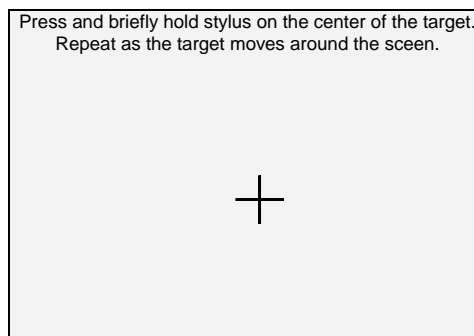 Press and briefly hold stylus on the center of the target.
Repeat as the target moves around the sceen.